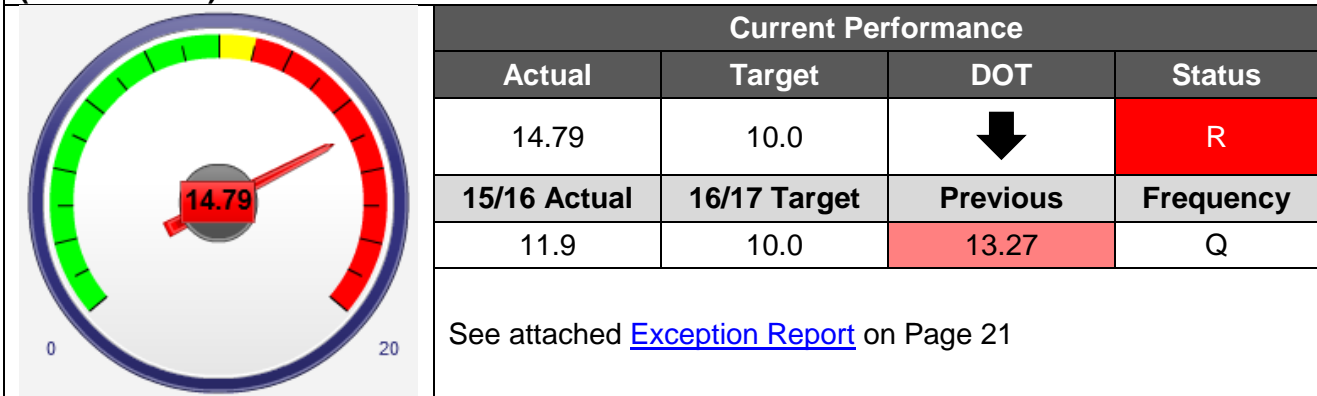 Current Performance
Actual Target DOT Status
14.79 10.0 R
15/16 Actual 16/17 Target Previous Frequency
11.9 10.0 13.27 Q
14.79
0 20
See attached Exception Report on Page 21